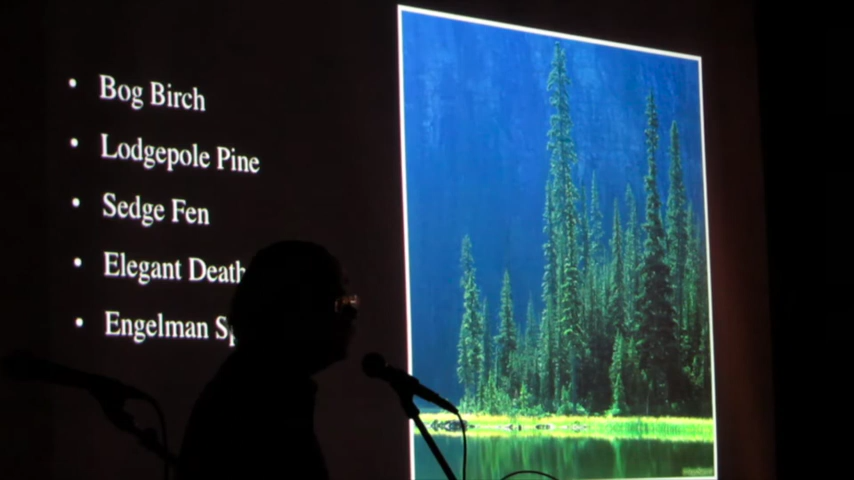 • Bog Birch
• Lodgepole Pine
• Sedge Fen
• Elegant Death
• Engelman